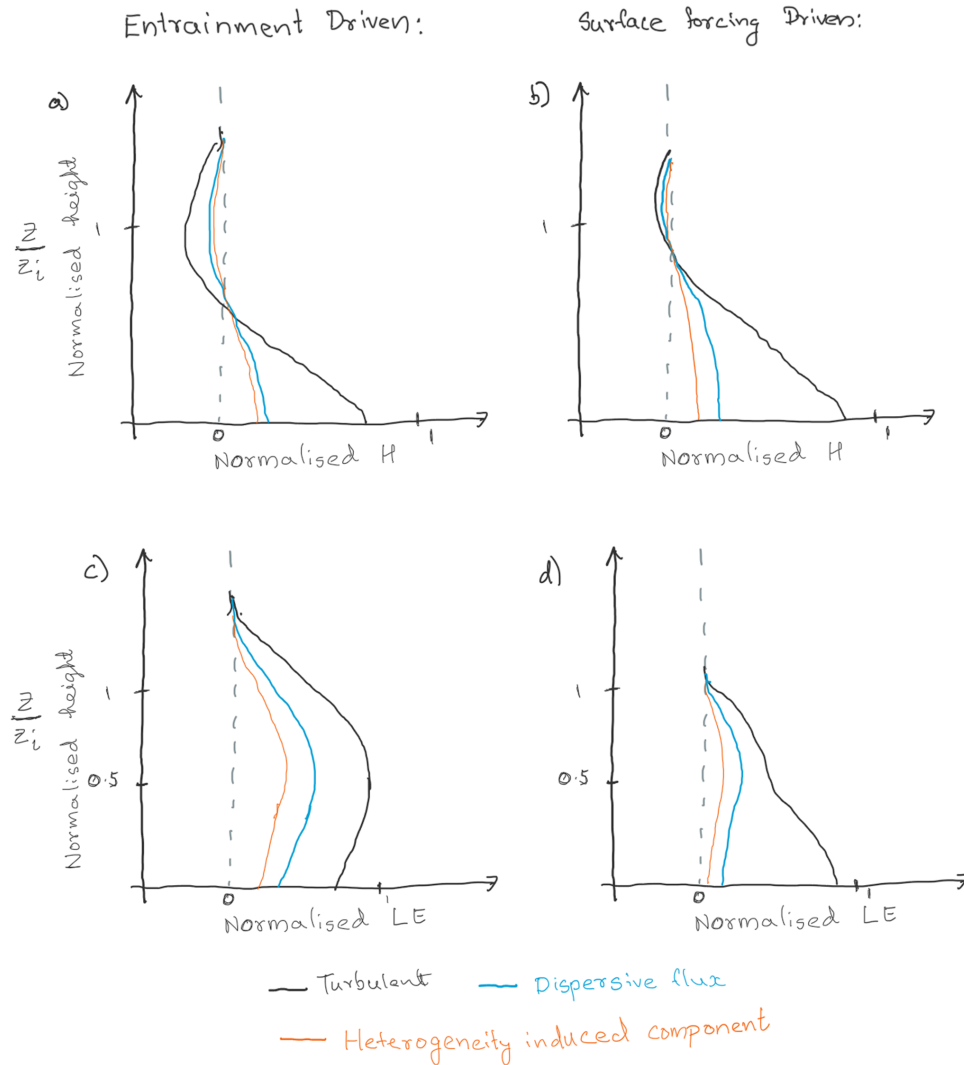 Entrainment Driven:
Surface forcing Driven:
a)
b)
Normalised height
Z/Zi
1
1
0
1
0
1
Normalised H
Normalised H
c)
d)
Normalised height
Z/Zi
1
0.5
1
0.5
0
1
0
1
Normalised LE
Normalised LE
Turbulent
Dispersive flux
Heterogeneity induced component